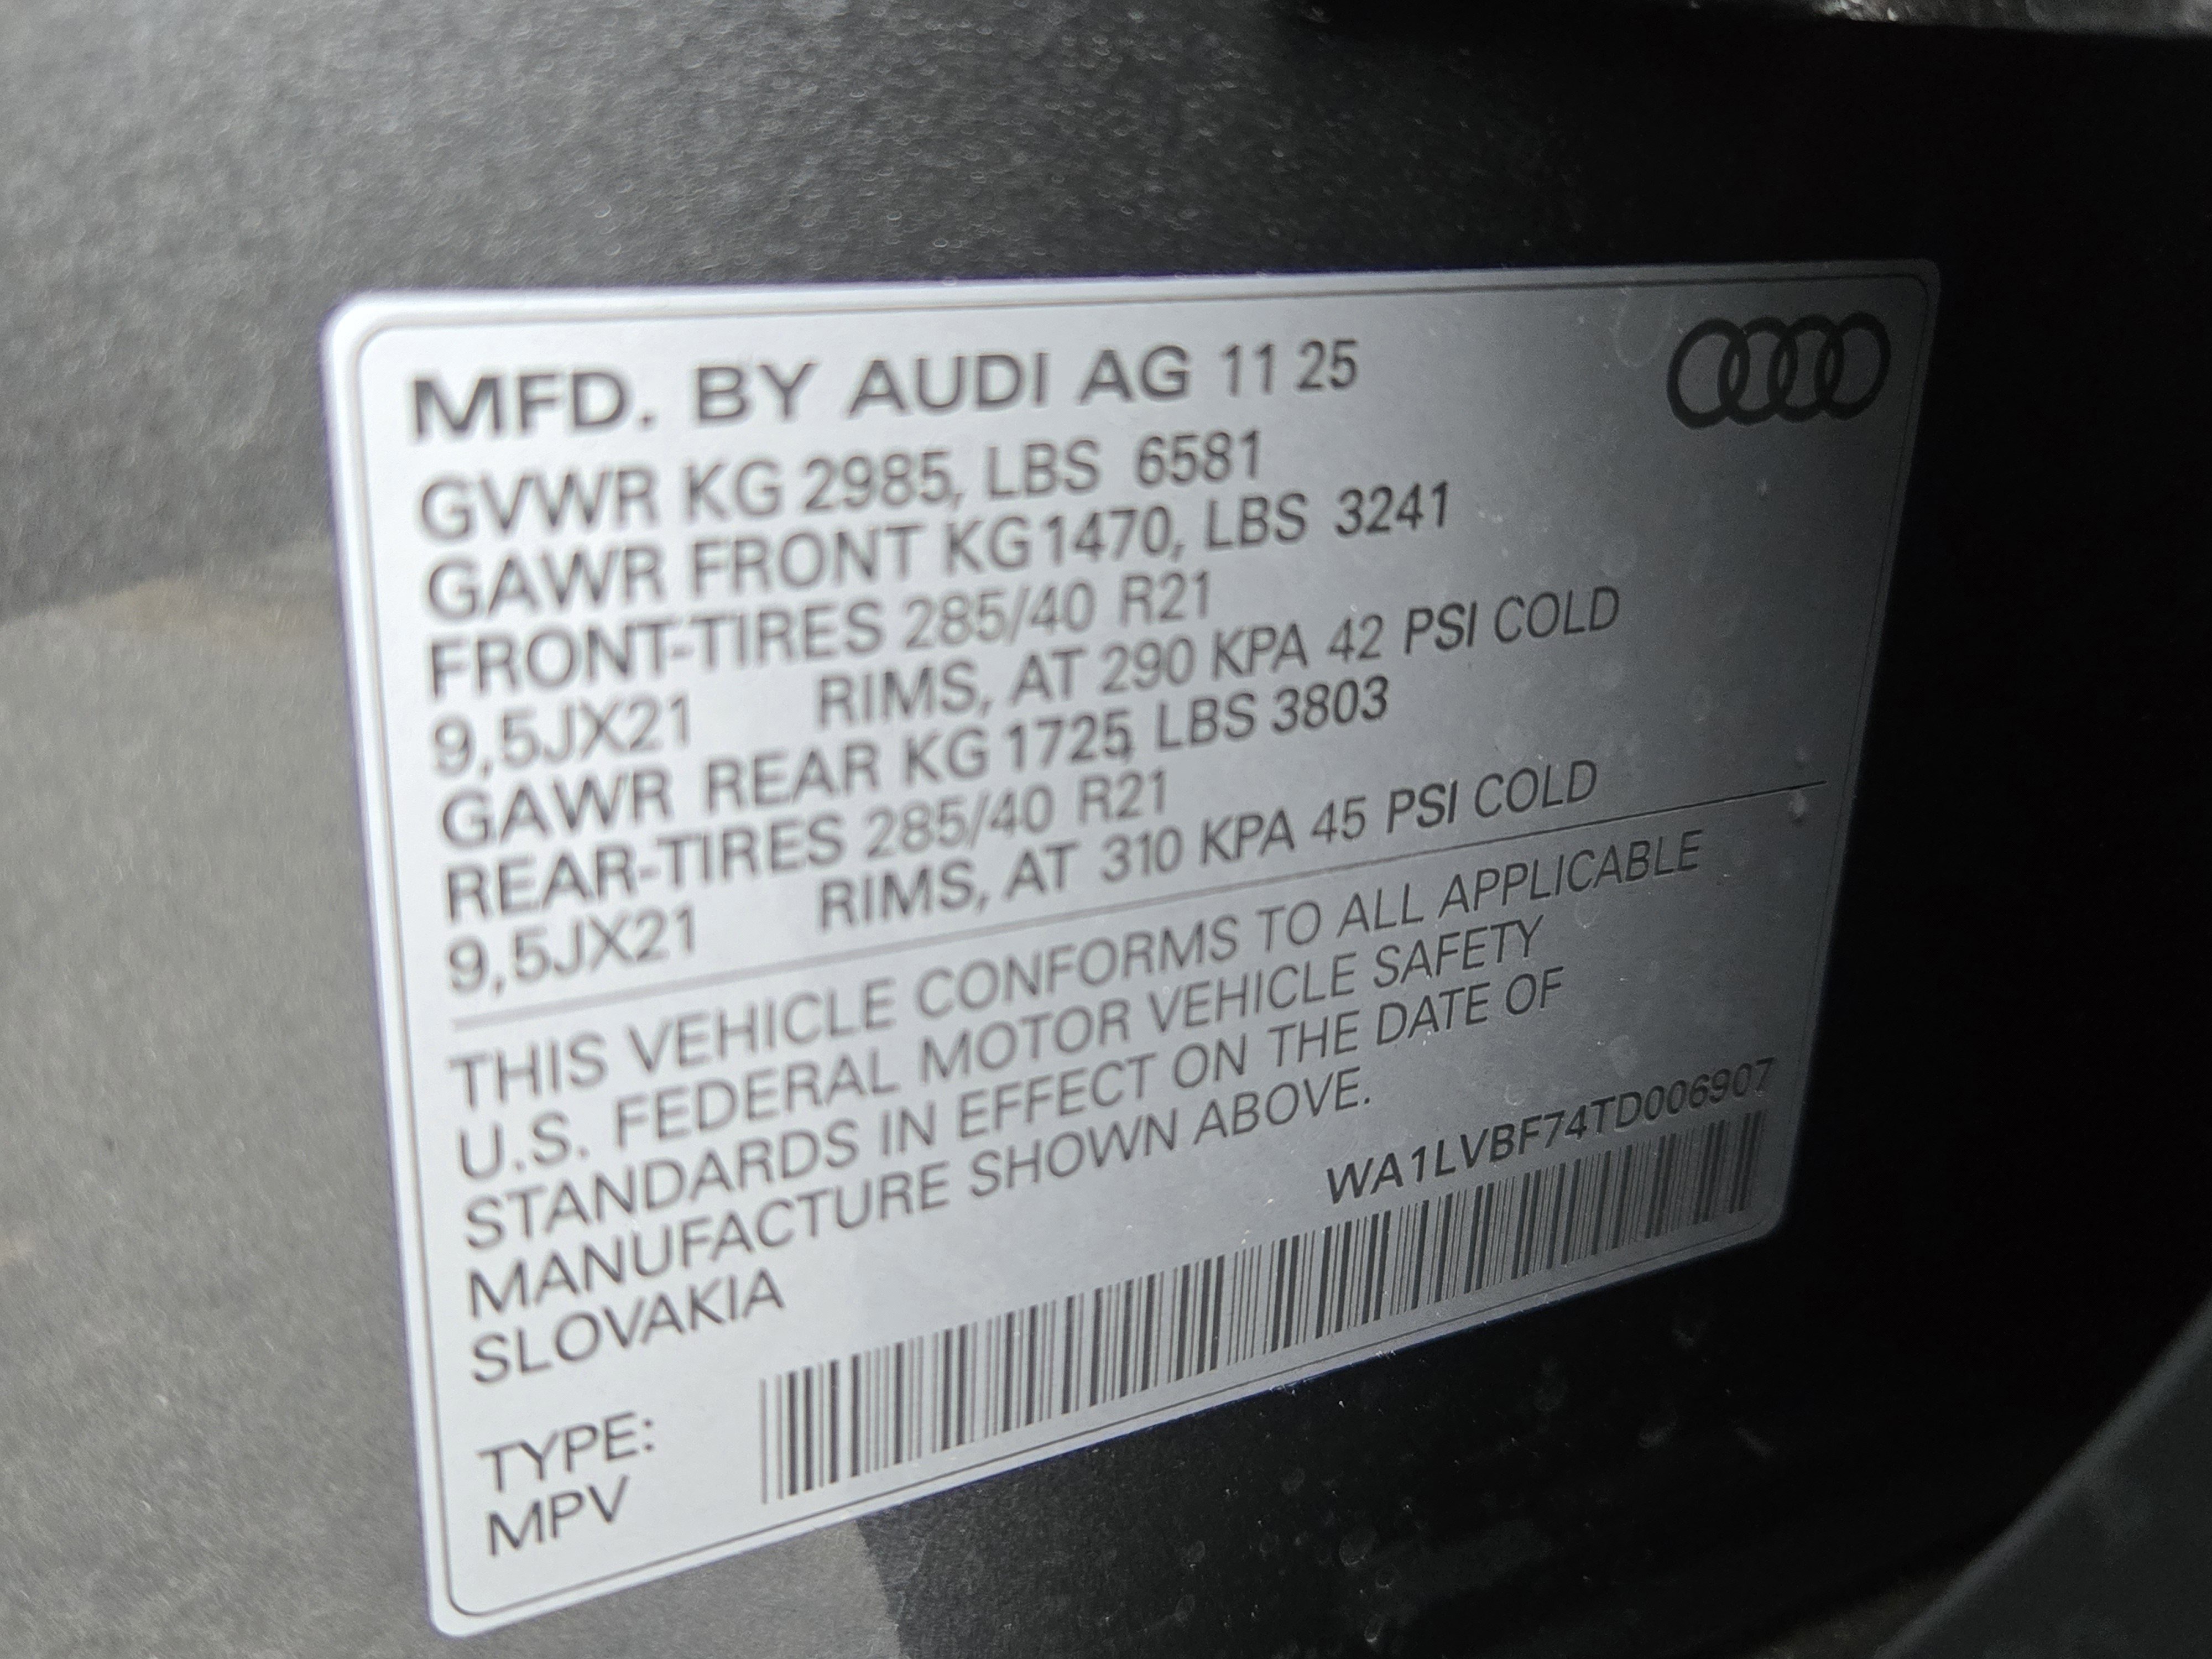 MFD. BY AUDI AG 11 25
GVWR KG 2985, LBS 6581
GAWR FRONT KG 1470, LBS 3241
FRONT-TIRES 285/40 R21
9,5JX21 RIMS, AT 290 KPA 42 PSI COLD
GAWR REAR KG 1725, LBS 3803
REAR-TIRES 285/40 R21
9,5JX21 RIMS, AT 310 KPA 45 PSI COLD
THIS VEHICLE CONFORMS TO ALL APPLICABLE
U.S. FEDERAL MOTOR VEHICLE SAFETY
STANDARDS IN EFFECT ON THE DATE OF
MANUFACTURE SHOWN ABOVE.
SLOVAKIA
WA1LVBF74TD006907
TYPE:
MPV